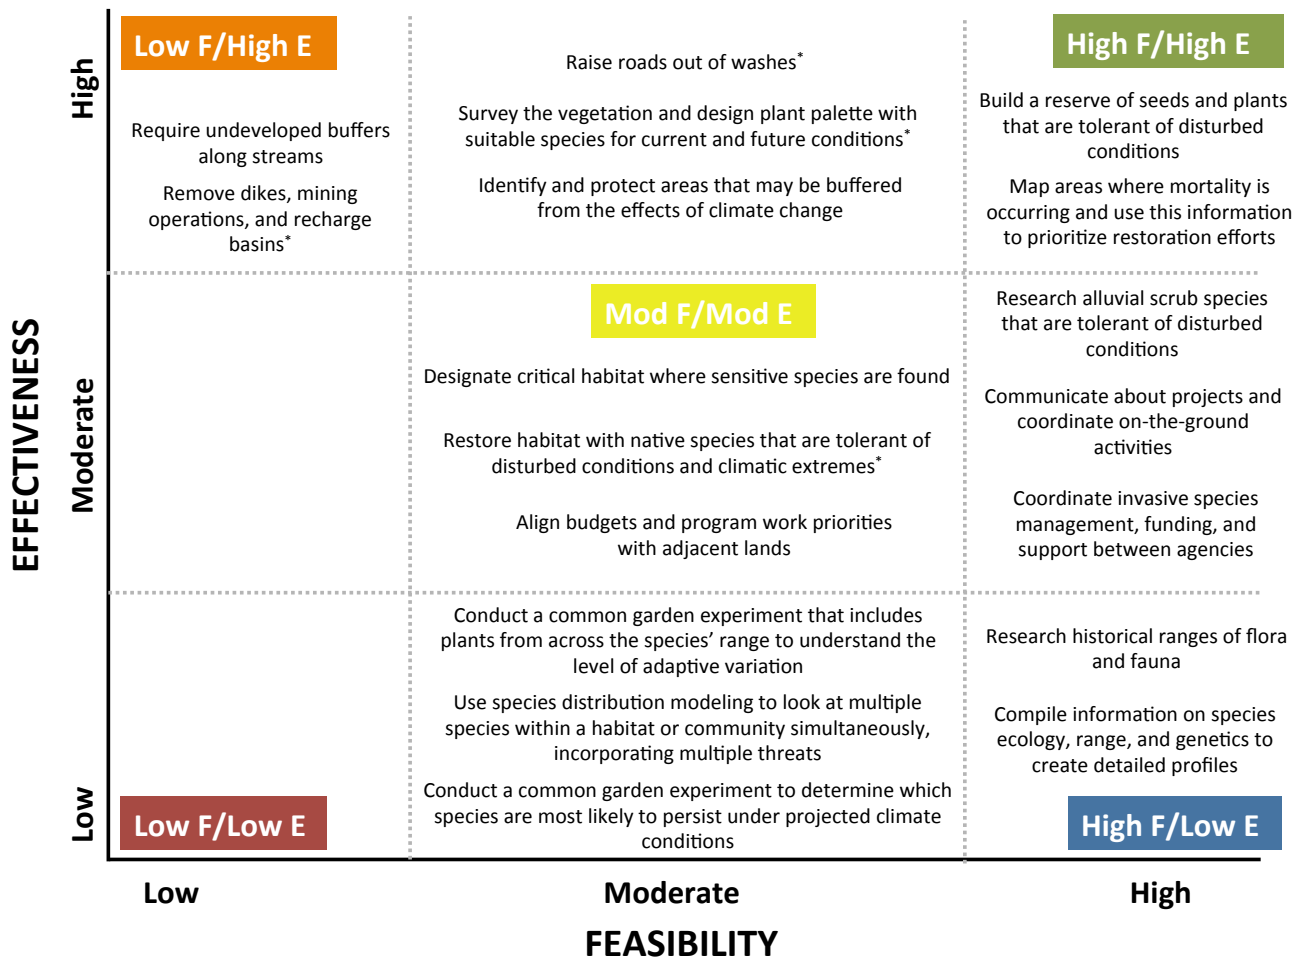 EFFECTIVENESS
High
Moderate
Low
Low F/High E
Require undeveloped buffers
along streams
Remove dikes, mining
operations, and recharge
basins*
Raise roads out of washes*
Survey the vegetation and design plant palette with
suitable species for current and future conditions*
Identify and protect areas that may be buffered
from the effects of climate change
High F/High E
Build a reserve of seeds and plants
that are tolerant of disturbed
conditions
Map areas where mortality is
occurring and use this information
to prioritize restoration efforts
Mod F/Mod E
Designate critical habitat where sensitive species are found
Restore habitat with native species that are tolerant of
disturbed conditions and climatic extremes*
Align budgets and program work priorities
with adjacent lands
Research alluvial scrub species
that are tolerant of disturbed
conditions
Communicate about projects and
coordinate on-the-ground
activities
Coordinate invasive species
management, funding, and
support between agencies
Low F/Low E
Conduct a common garden experiment that includes
plants from across the species’ range to understand the
level of adaptive variation
Use species distribution modeling to look at multiple
species within a habitat or community simultaneously,
incorporating multiple threats
Conduct a common garden experiment to determine which
species are most likely to persist under projected climate
conditions
Research historical ranges of flora
and fauna
Compile information on species
ecology, range, and genetics to
create detailed profiles
High F/Low E
Low
Moderate
High
FEASIBILITY